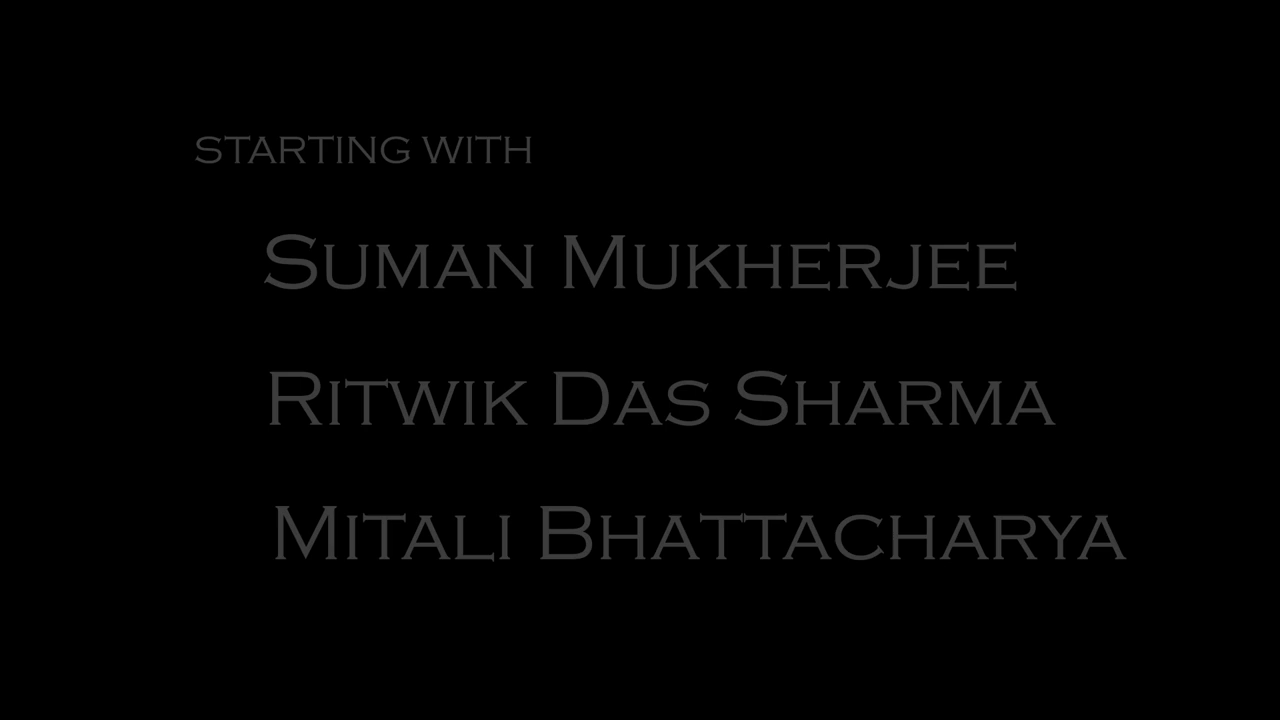 STARTING WITH
SUMAN MUKHERJEE
RITWIK DAS SHARMA
MITALI BHATTACHARYA